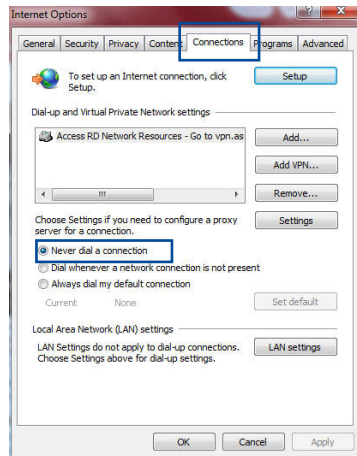 Internet Options
General Security Privacy Content Connections Programs Advanced
To set up an Internet connection, click
Setup.
Setup
Dial-up and Virtual Private Network settings
Access RD Network Resources - Go to vpn.as
Add...
Add VPN...
Remove...
Choose Settings if you need to configure a proxy
server for a connection.
Settings
Never dial a connection
Dial whenever a network connection is not present
Always dial my default connection
Current None
Set default
Local Area Network (LAN) settings
LAN Settings do not apply to dial-up connections.
Choose Settings above for dial-up settings.
LAN settings
OK Cancel Apply